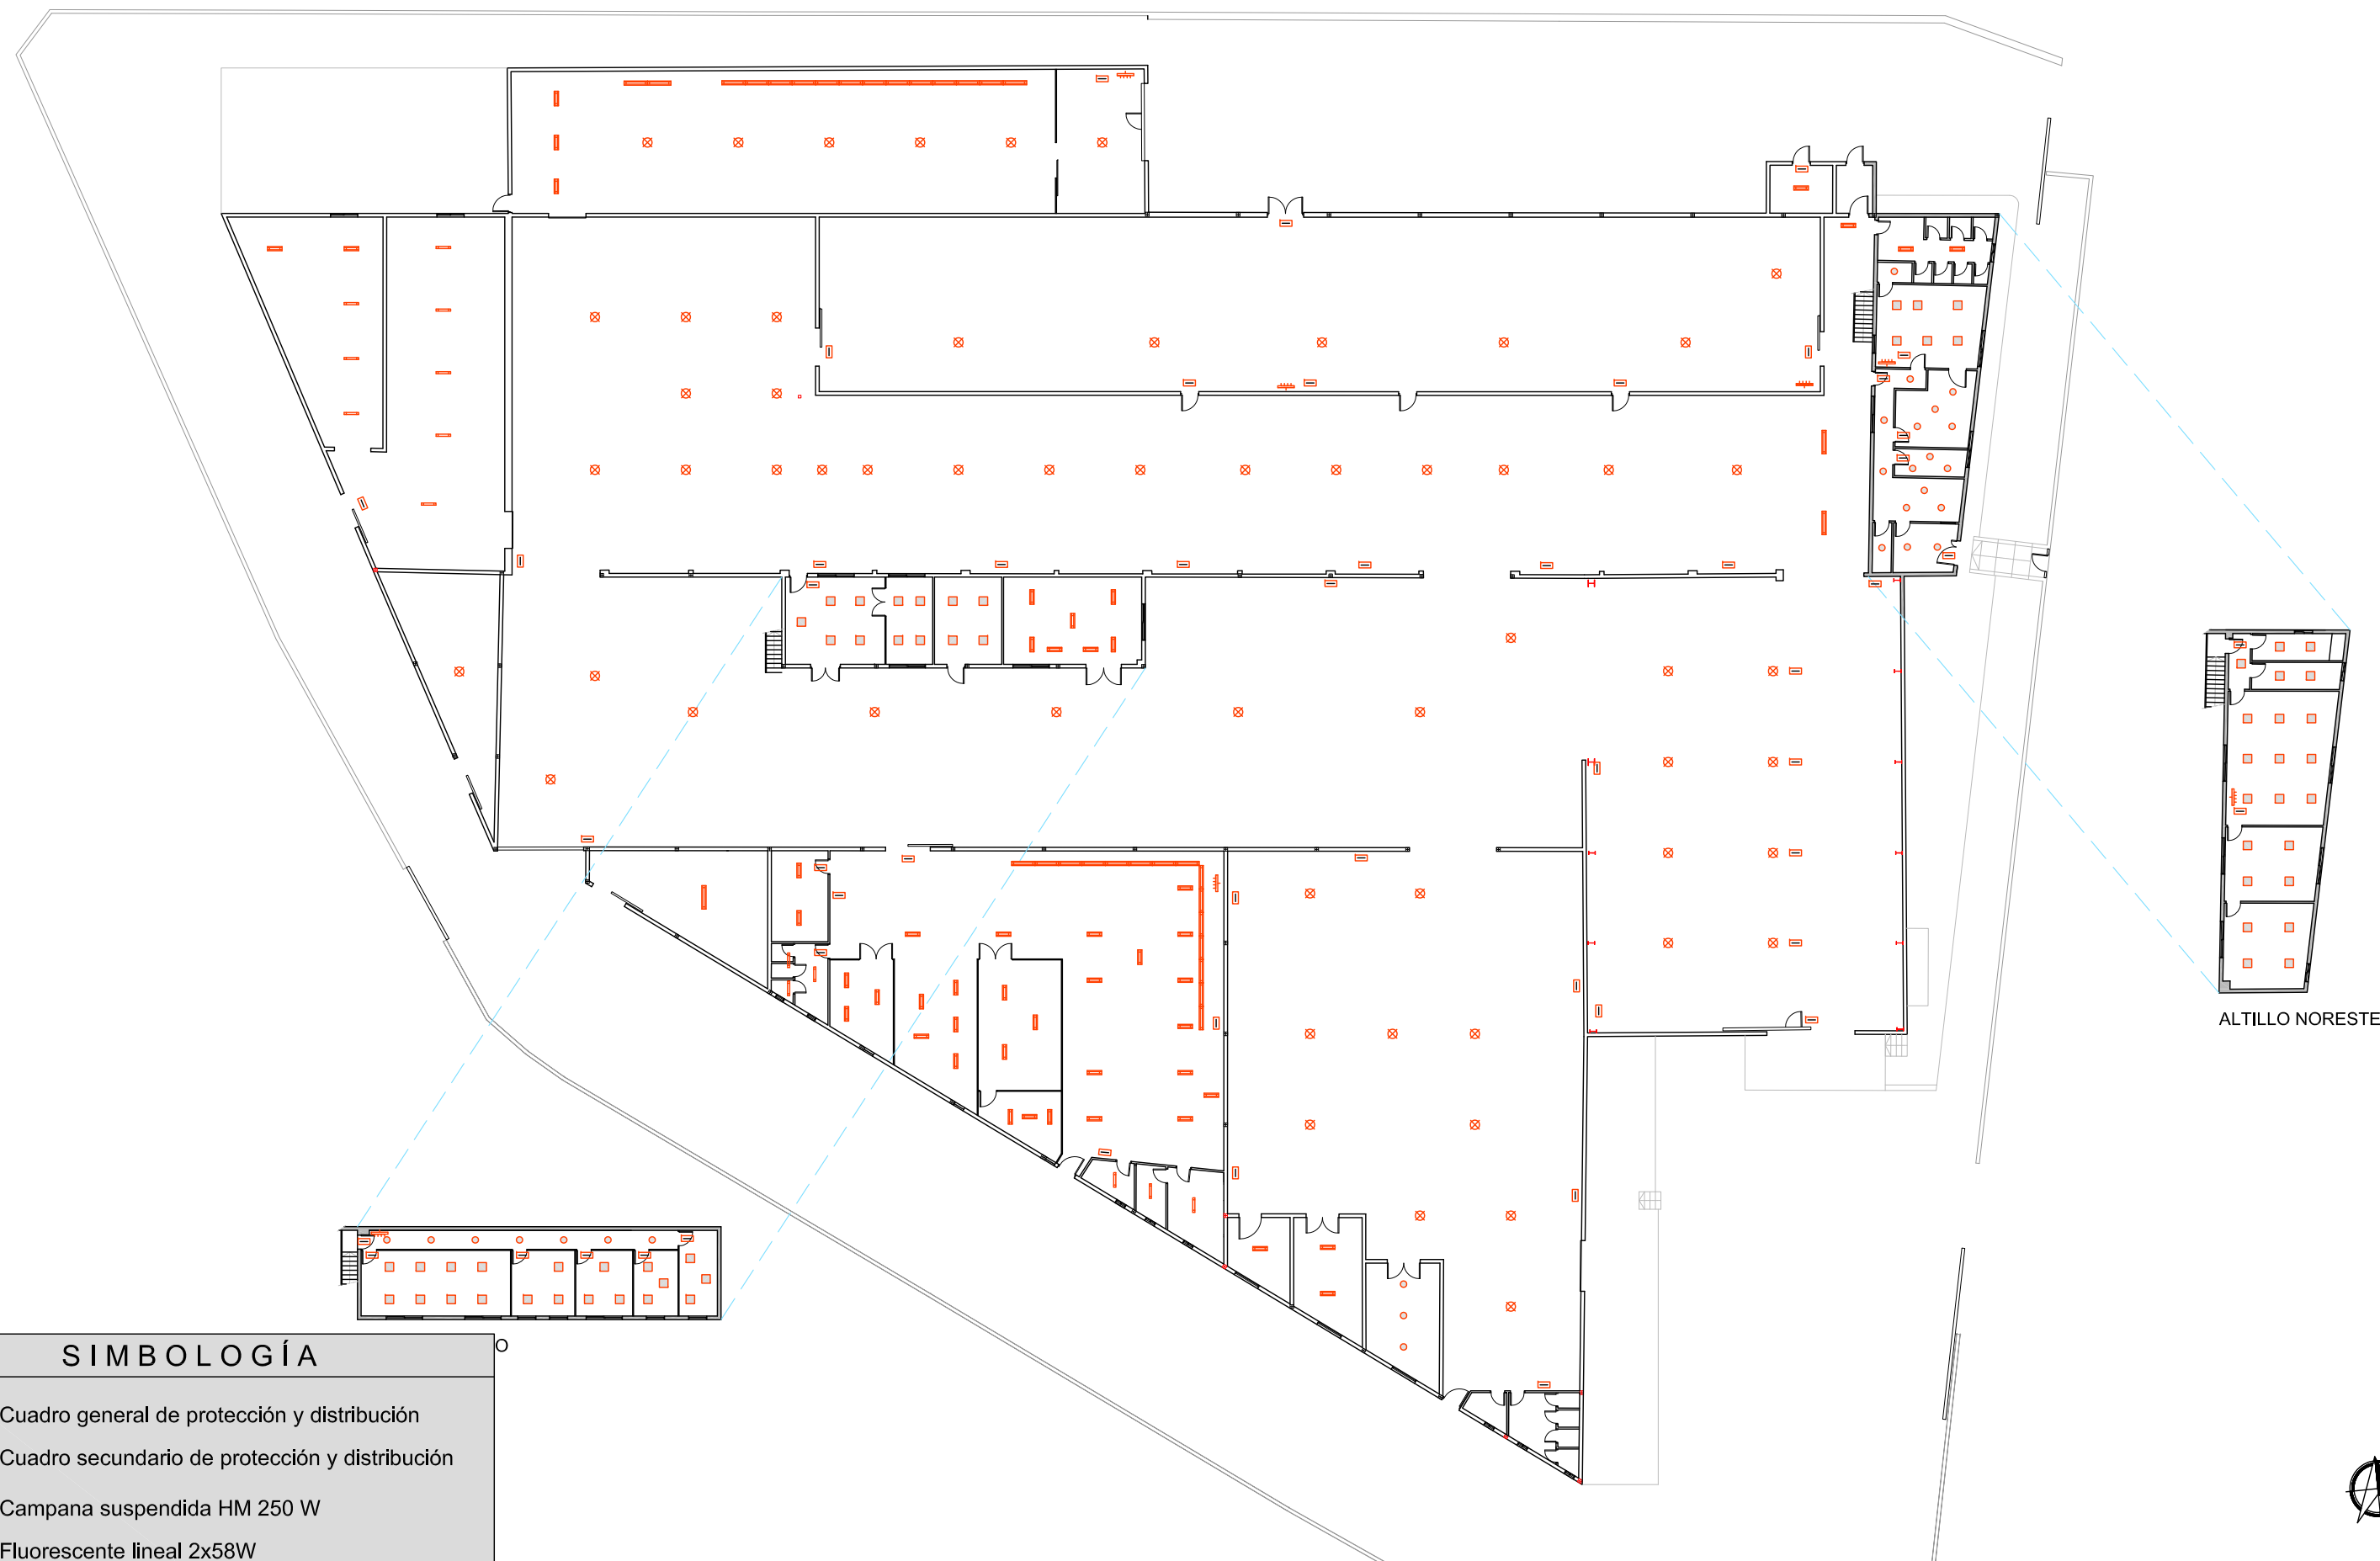 ALTILLO NORESTE
O
SIMBOLOGÍA
Cuadro general de protección y distribución
Cuadro secundario de protección y distribución
Campana suspendida HM 250 W
Fluorescente lineal 2x58W